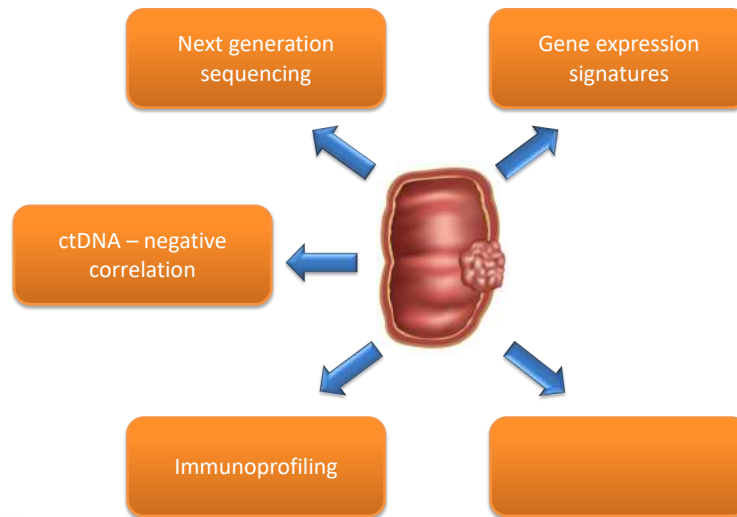 Next generation
sequencing
Gene expression
signatures
ctDNA – negative
correlation
Immunoprofiling